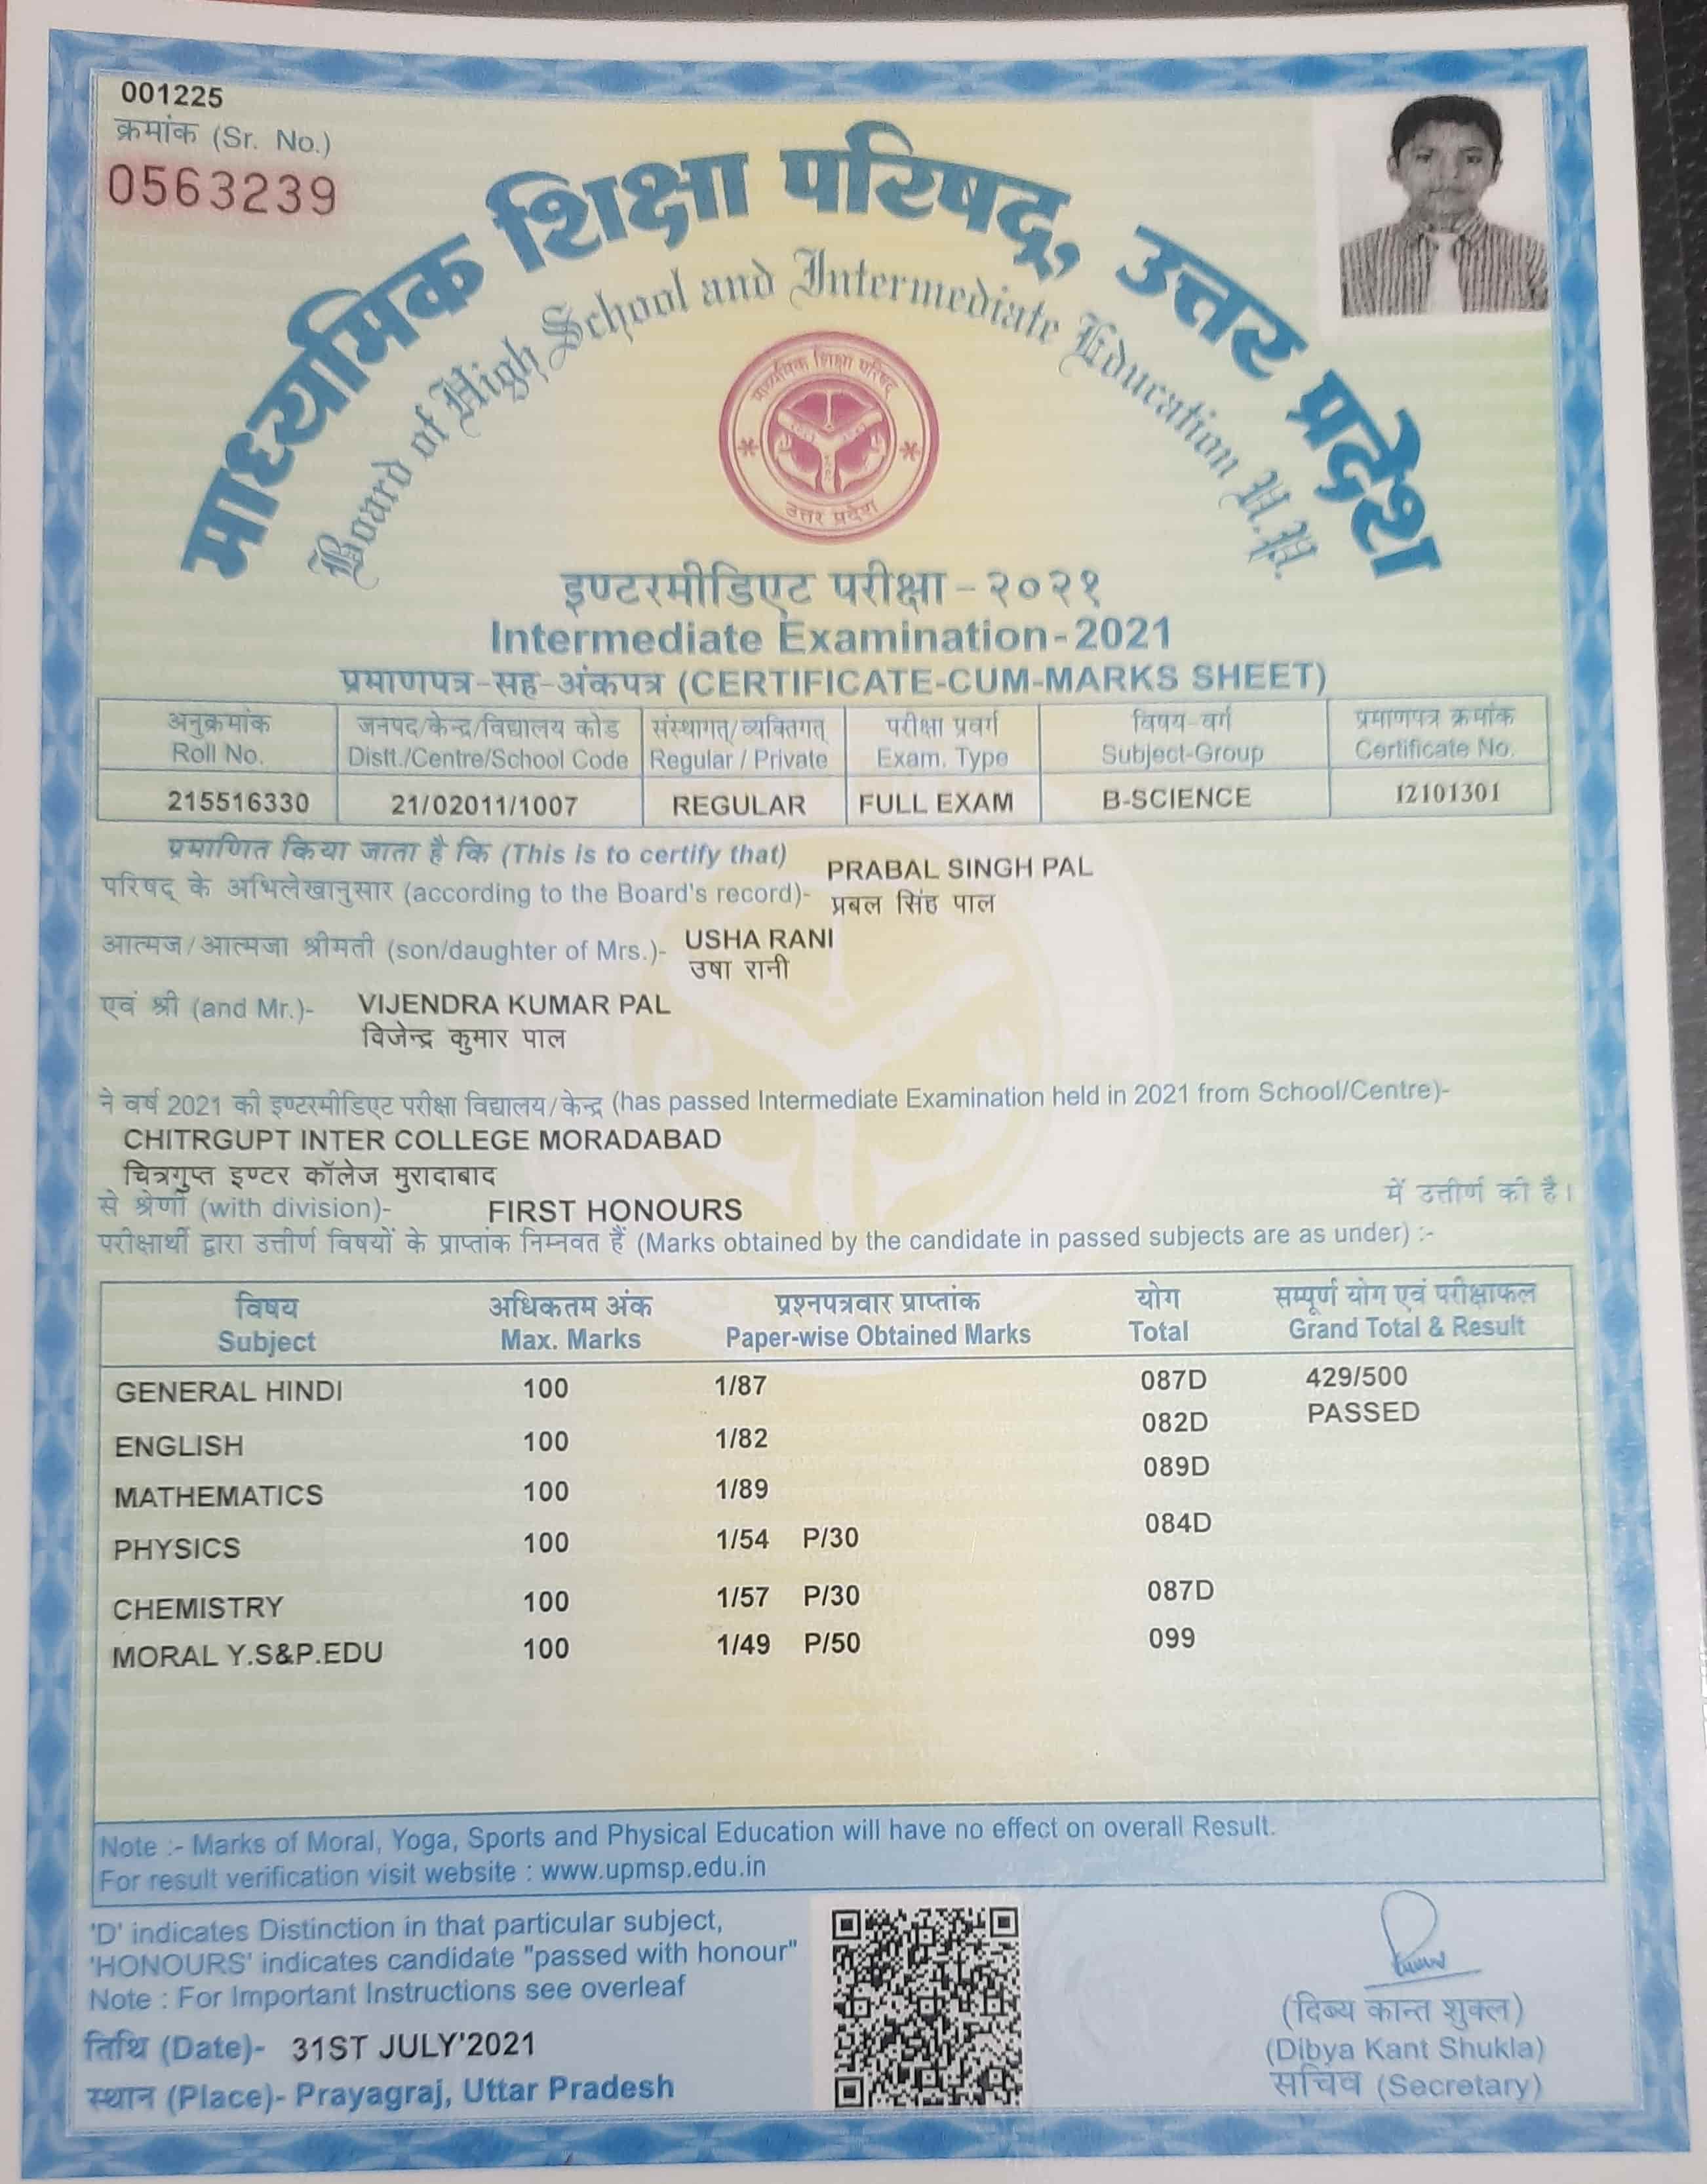 001225
क्रमांक (Sr. No.)
0563239
माध्यमिक शिक्षा परिषद्, उत्तर प्रदेश
Board of High School and Intermediate Education U.P.
माध्यमिक शिक्षा परिषद्
उत्तर प्रदेश
इण्टरमीडिएट परीक्षा - २०२१
Intermediate Examination - 2021
प्रमाणपत्र-सह-अंकपत्र (CERTIFICATE-CUM-MARKS SHEET)
अनुक्रमांक जनपद/केन्द्र/विद्यालय कोड संस्थागत्/व्यक्तिगत् परीक्षा प्रवर्ग विषय-वर्ग प्रमाणपत्र क्रमांक
Roll No. Distt./Centre/School Code Regular / Private Exam. Type Subject-Group Certificate No.
215516330 21/02011/1007 REGULAR FULL EXAM B-SCIENCE 12101301
प्रमाणित किया जाता है कि (This is to certify that) PRABAL SINGH PAL
परिषद् के अभिलेखानुसार (according to the Board's record)- प्रबल सिंह पाल
आत्मज/आत्मजा श्रीमती (son/daughter of Mrs.)- USHA RANI
उषा रानी
एवं श्री (and Mr.)- VIJENDRA KUMAR PAL
विजेन्द्र कुमार पाल
ने वर्ष 2021 की इण्टरमीडिएट परीक्षा विद्यालय/केन्द्र (has passed Intermediate Examination held in 2021 from School/Centre)-
CHITRGUPT INTER COLLEGE MORADABAD
चित्रगुप्त इण्टर कॉलेज मुरादाबाद
से श्रेणी (with division)- FIRST HONOURS में उत्तीर्ण की है।
परीक्षार्थी द्वारा उत्तीर्ण विषयों के प्राप्तांक निम्नवत हैं (Marks obtained by the candidate in passed subjects are as under) :-
विषय अधिकतम अंक प्रश्नपत्रवार प्राप्तांक योग सम्पूर्ण योग एवं परीक्षाफल
Subject Max. Marks Paper-wise Obtained Marks Total Grand Total & Result
GENERAL HINDI 100 1/87 087D 429/500
PASSED
ENGLISH 100 1/82 082D
MATHEMATICS 100 1/89 089D
PHYSICS 100 1/54 P/30 084D
CHEMISTRY 100 1/57 P/30 087D
MORAL Y.S&P.EDU 100 1/49 P/50 099
Note :- Marks of Moral, Yoga, Sports and Physical Education will have no effect on overall Result.
For result verification visit website : www.upmsp.edu.in
'D' indicates Distinction in that particular subject,
'HONOURS' indicates candidate "passed with honour"
Note : For Important Instructions see overleaf
तिथि (Date)- 31ST JULY'2021
स्थान (Place)- Prayagraj, Uttar Pradesh
(दिब्य कान्त शुक्ल)
(Dibya Kant Shukla)
सचिव (Secretary)